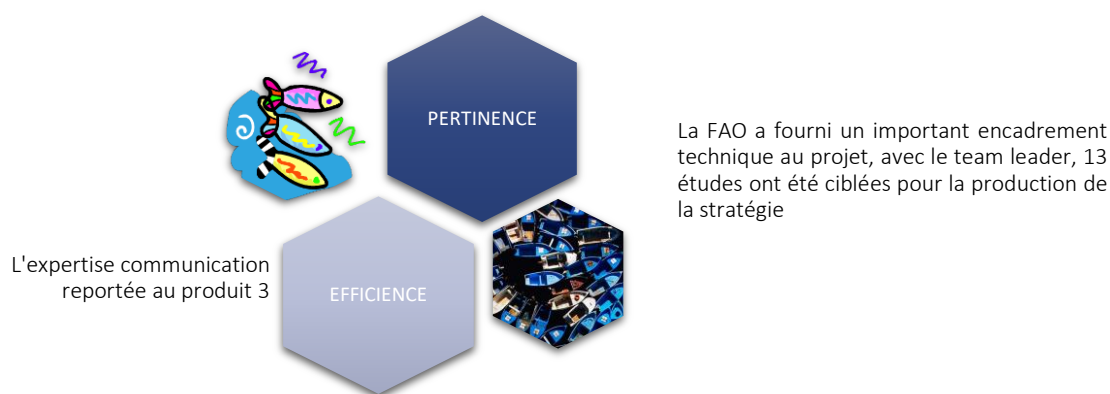 PERTINENCE
La FAO a fourni un important encadrement
technique au projet, avec le team leader, 13
études ont été ciblées pour la production de
la stratégie
L'expertise communication
reportée au produit 3
EFFICIENCE